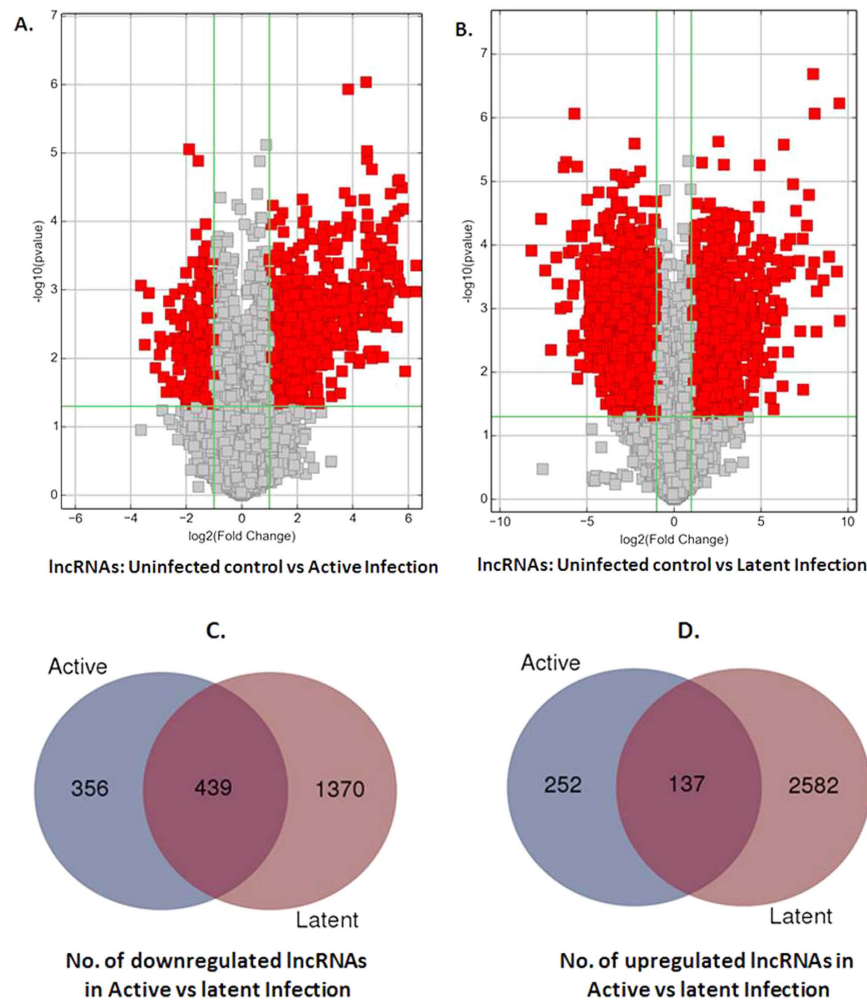 A.
7
6
5
4
3
2
1
0
-log10(pvalue)
−6
−4
−2
0
2
4
6
log2(Fold Change)
lncRNAs: Uninfected control vs Active Infection
B.
7
6
5
4
3
2
1
0
-log10(pvalue)
−10
−5
0
5
10
log2(Fold Change)
lncRNAs: Uninfected control vs Latent Infection
C.
Active
356
439
1370
Latent
No. of downregulated lncRNAs
in Active vs latent Infection
D.
Active
252
137
2582
Latent
No. of upregulated lncRNAs in
Active vs latent Infection